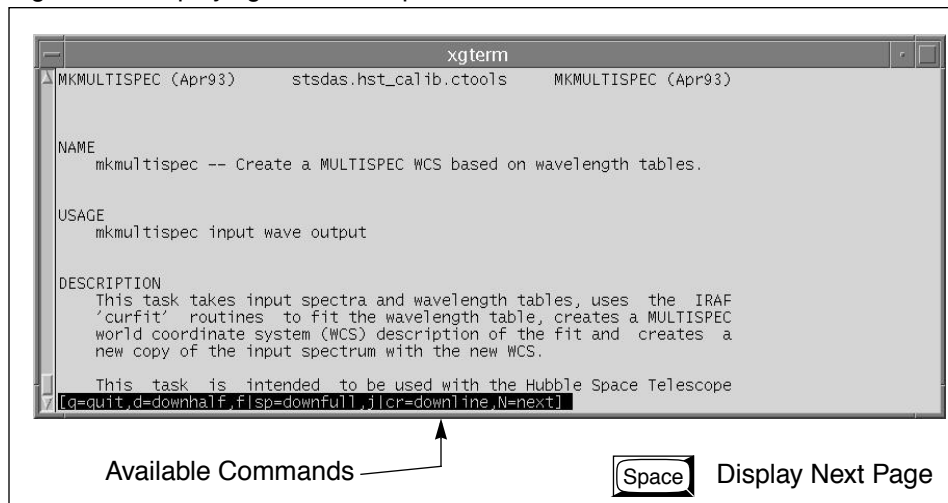 xgterm
MKMULTISPEC (Apr93) stsdas.hst_calib.ctools MKMULTISPEC (Apr93)
NAME
mkmultispec -- Create a MULTISPEC WCS based on wavelength tables.
USAGE
mkmultispec input wave output
DESCRIPTION
This task takes input spectra and wavelength tables, uses the IRAF
'curfit' routines to fit the wavelength table, creates a MULTISPEC
world coordinate system (WCS) description of the fit and creates a
new copy of the input spectrum with the new WCS.
This task is intended to be used with the Hubble Space Telescope
[q=quit,d=downhalf,f|sp=downfull,j|cr=downline,N=next]
Available Commands
Space Display Next Page